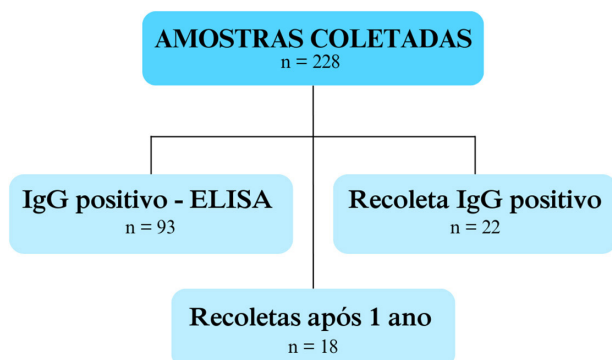 AMOSTRAS COLETADAS
n = 228
IgG positivo - ELISA
n = 93
Recoleta IgG positivo
n = 22
Recoletas após 1 ano
n = 18